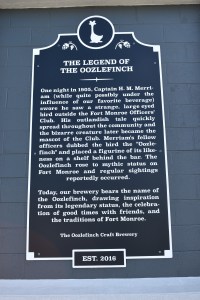 THE LEGEND OF
THE OOZLEFINCH
One night in 1905, Captain H. M. Merri-
am (while quite possibly under the
influence of our favorite beverage)
swore he saw a strange, large-eyed
bird outside the Fort Monroe Officers'
Club. His outlandish tale quickly
spread throughout the community and
the bizarre creature later became the
mascot of the Club. Merriam's fellow
officers dubbed the bird the "Oozle-
finch" and placed a figurine of its like-
ness on a shelf behind the bar. The
Oozlefinch rose to mythic status on
Fort Monroe and regular sightings
reportedly occurred.
Today, our brewery bears the name of
the Oozlefinch, drawing inspiration
from its legendary status, the celebra-
tion of good times with friends, and
the traditions of Fort Monroe.
The Oozlefinch Craft Brewery
EST. 2016